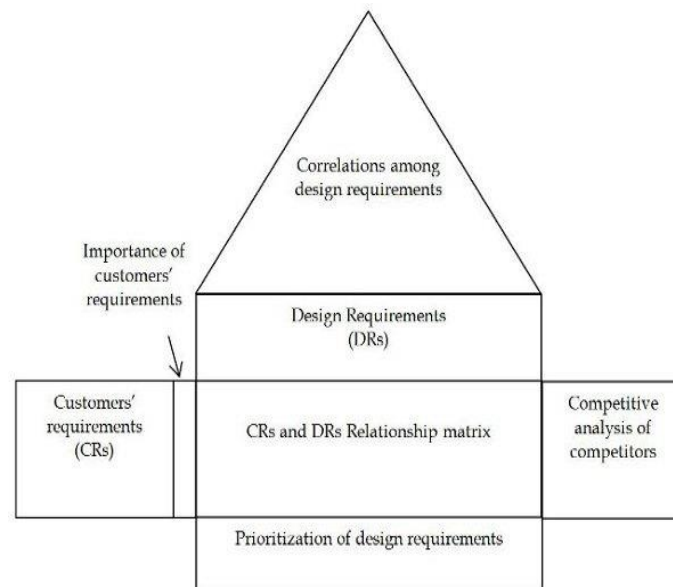 Correlations among
design requirements
Importance of
customers’
requirements
Design Requirements
(DRs)
Customers’
requirements
(CRs)
CRs and DRs Relationship matrix
Competitive
analysis of
competitors
Prioritization of design requirements